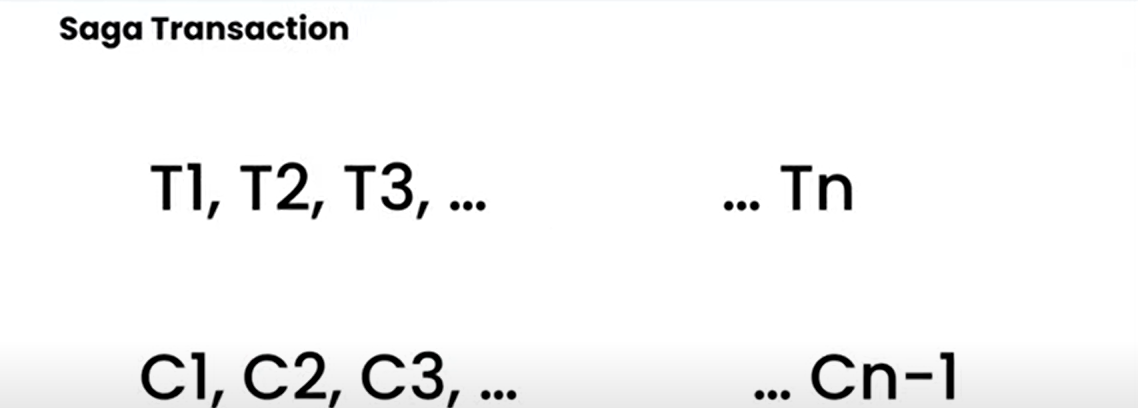 Saga Transaction
T1, T2, T3, ... ... Tn
C1, C2, C3, ... ... Cn-1